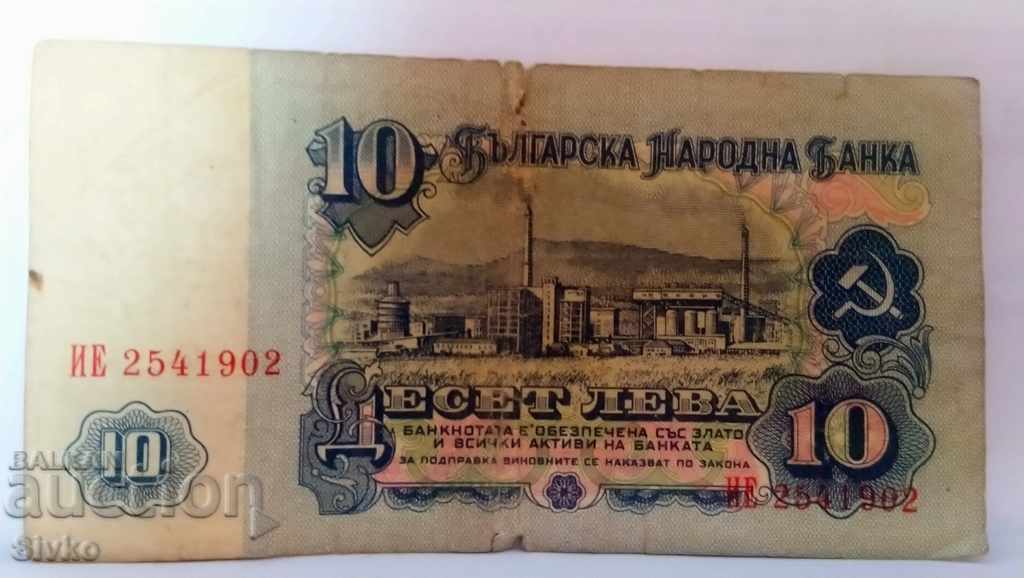 10 БЪЛГАРСКА НАРОДНА БАНКА
ИЕ 2541902
ДЕСЕТ ЛЕВА
БАНКНОТАТА Е ОБЕЗПЕЧЕНА СЪС ЗЛАТО
И ВСИЧКИ АКТИВИ НА БАНКАТА
ЗА ПОДПРАВКА ВИНОВНИТЕ СЕ НАКАЗВАТ ПО ЗАКОНА
10
10
ИЕ 2541902
BALKAN
auction
Sivko